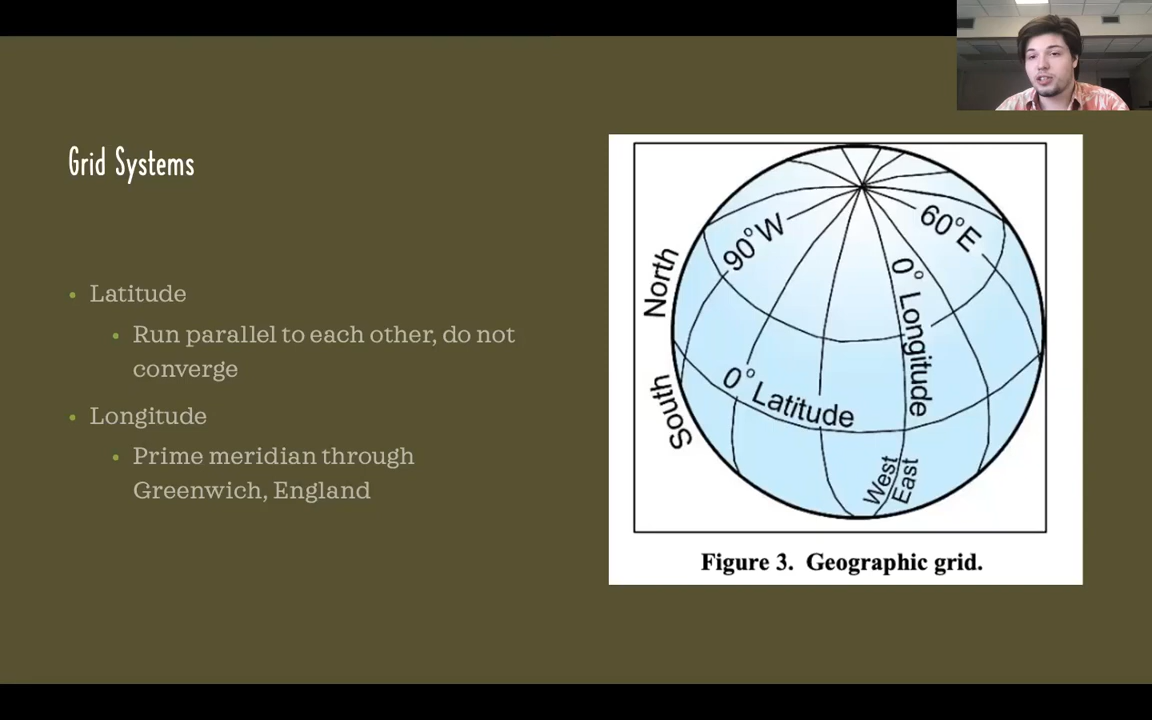 Grid Systems
• Latitude
• Run parallel to each other, do not
converge
• Longitude
• Prime meridian through
Greenwich, England
90°W
60°E
North
0° Longitude
South
0° Latitude
West
East
Figure 3. Geographic grid.